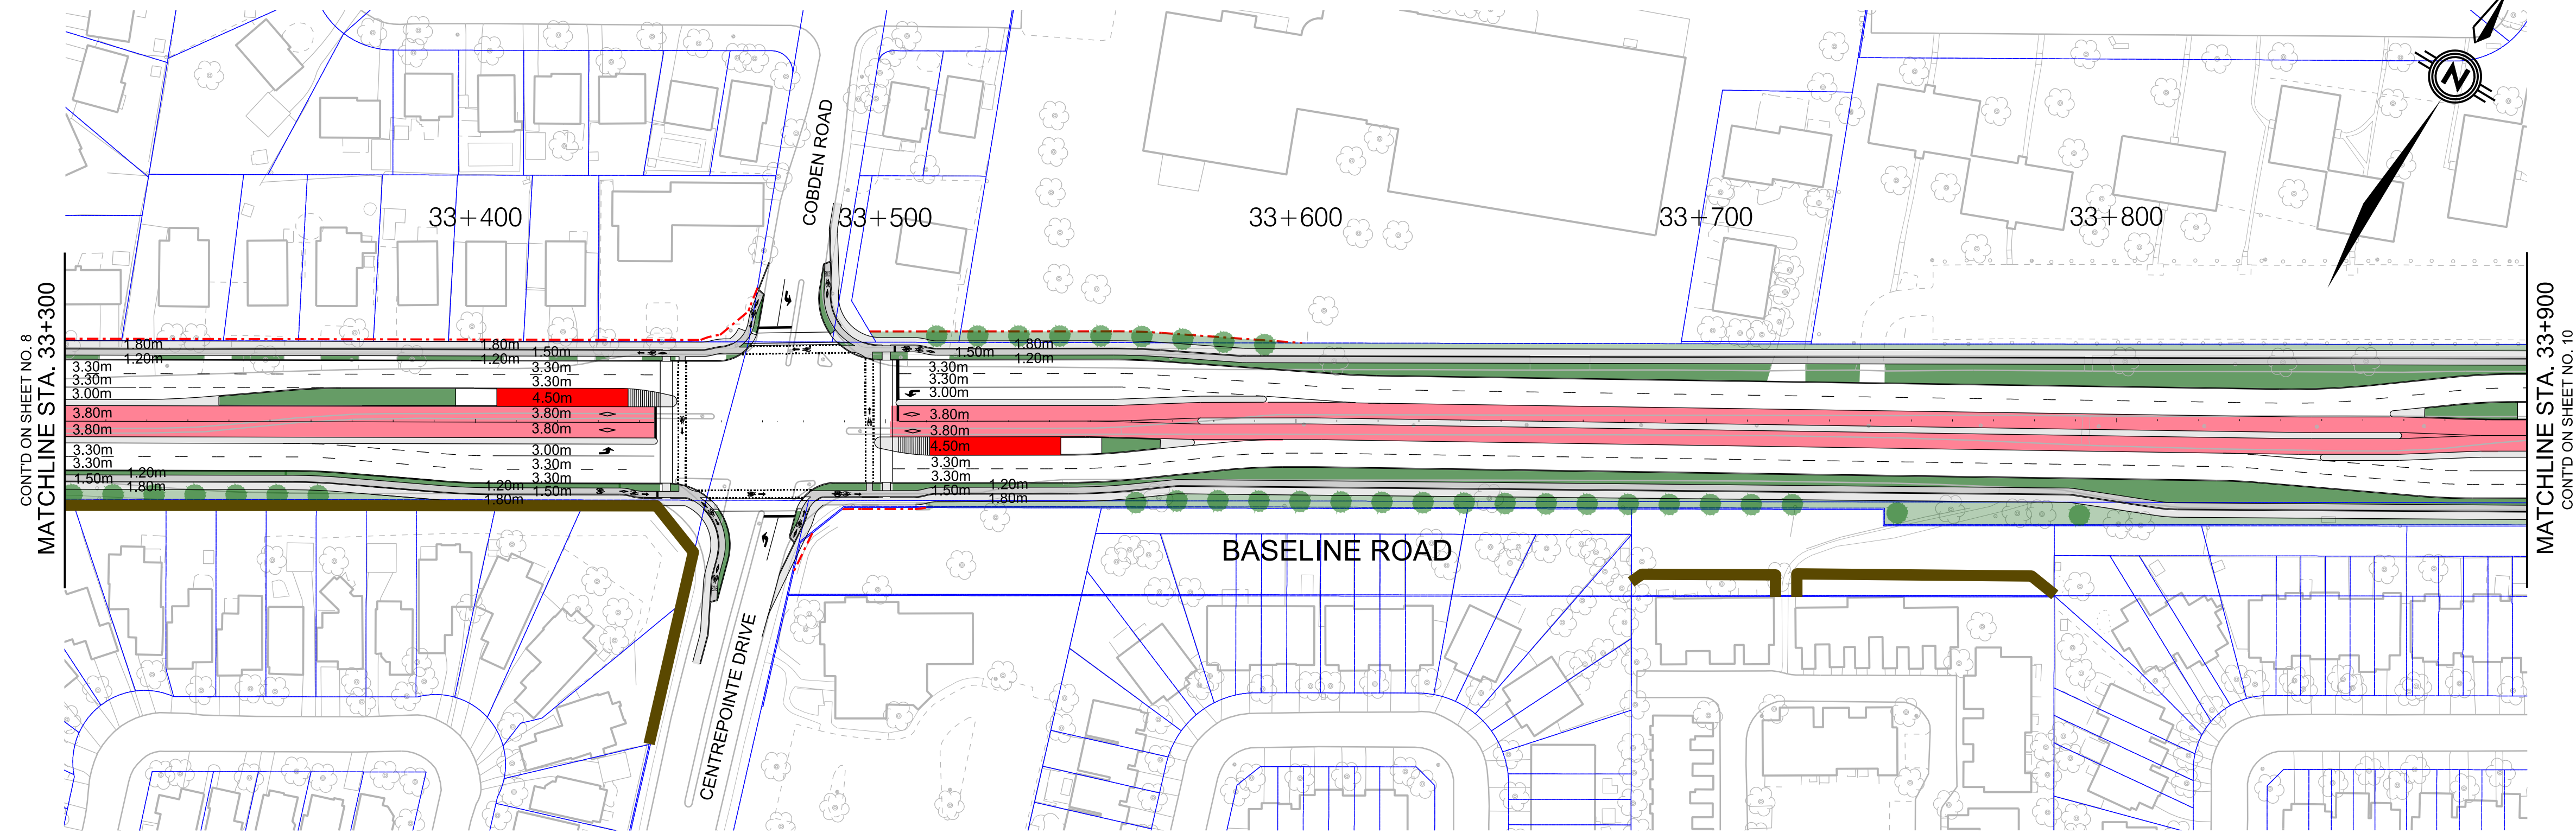 COBDEN ROAD
33+400
33+500
33+600
33+700
33+800
N
CONT'D ON SHEET NO. 8
MATCHLINE STA. 33+300
MATCHLINE STA. 33+900
CONT'D ON SHEET NO. 10
1.80m
1.20m
3.30m
3.30m
3.00m
3.80m
3.80m
3.30m
3.30m
1.50m
1.20m
1.80m
1.80m
1.20m
1.50m
3.30m
3.30m
4.50m
3.80m
3.80m
3.00m
3.30m
3.30m
1.50m
1.20m
1.80m
1.80m
1.50m
1.20m
3.30m
3.30m
3.00m
3.80m
3.80m
4.50m
3.30m
3.30m
1.50m
1.20m
1.80m
BASELINE ROAD
CENTREPOINTE DRIVE